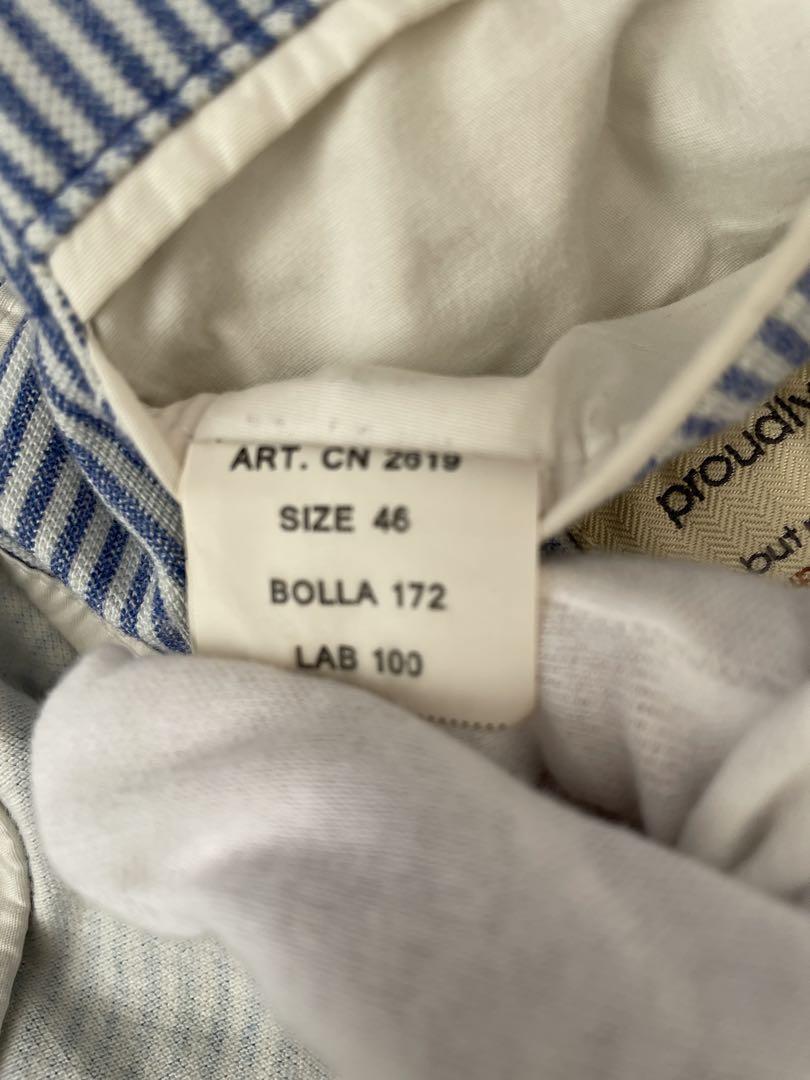 ART. CN 2619
SIZE 46
BOLLA 172
LAB 100
proudly
but